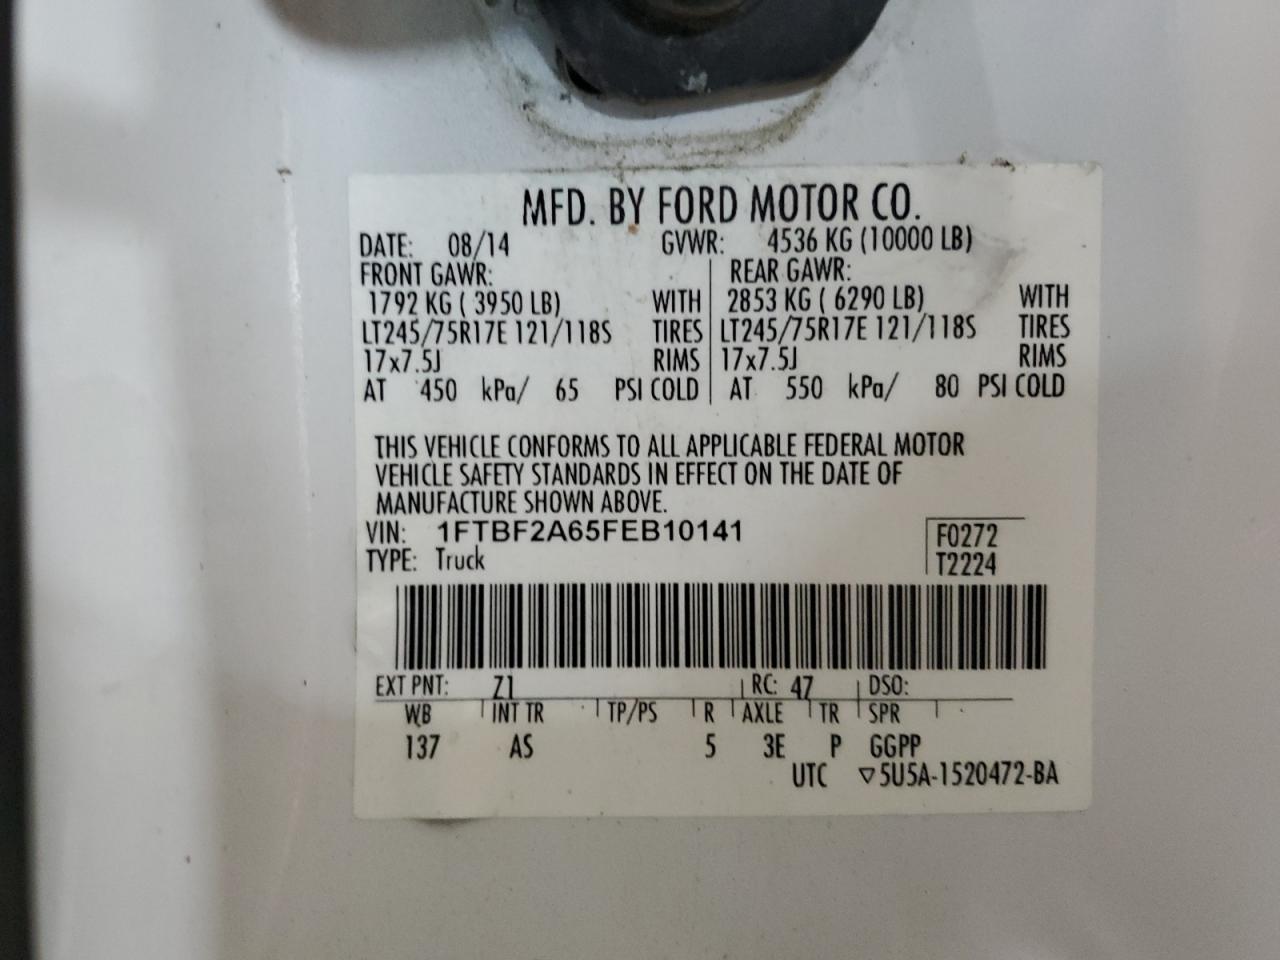 MFD. BY FORD MOTOR CO.
DATE: 08/14 GVWR: 4536 KG (10000 LB)
FRONT GAWR: REAR GAWR:
1792 KG ( 3950 LB) WITH 2853 KG ( 6290 LB) WITH
LT245/75R17E 121/118S TIRES LT245/75R17E 121/118S TIRES
17x7.5J RIMS 17x7.5J RIMS
AT 450 kPa/ 65 PSI COLD AT 550 kPa/ 80 PSI COLD
THIS VEHICLE CONFORMS TO ALL APPLICABLE FEDERAL MOTOR
VEHICLE SAFETY STANDARDS IN EFFECT ON THE DATE OF
MANUFACTURE SHOWN ABOVE.
VIN: 1FTBF2A65FEB10141 F0272
TYPE: Truck T2224
EXT PNT: Z1 RC: 47 DSO:
WB INT TR TP/PS R AXLE TR SPR
137 AS 5 3E P GGPP
UTC ▽5U5A-1520472-BA